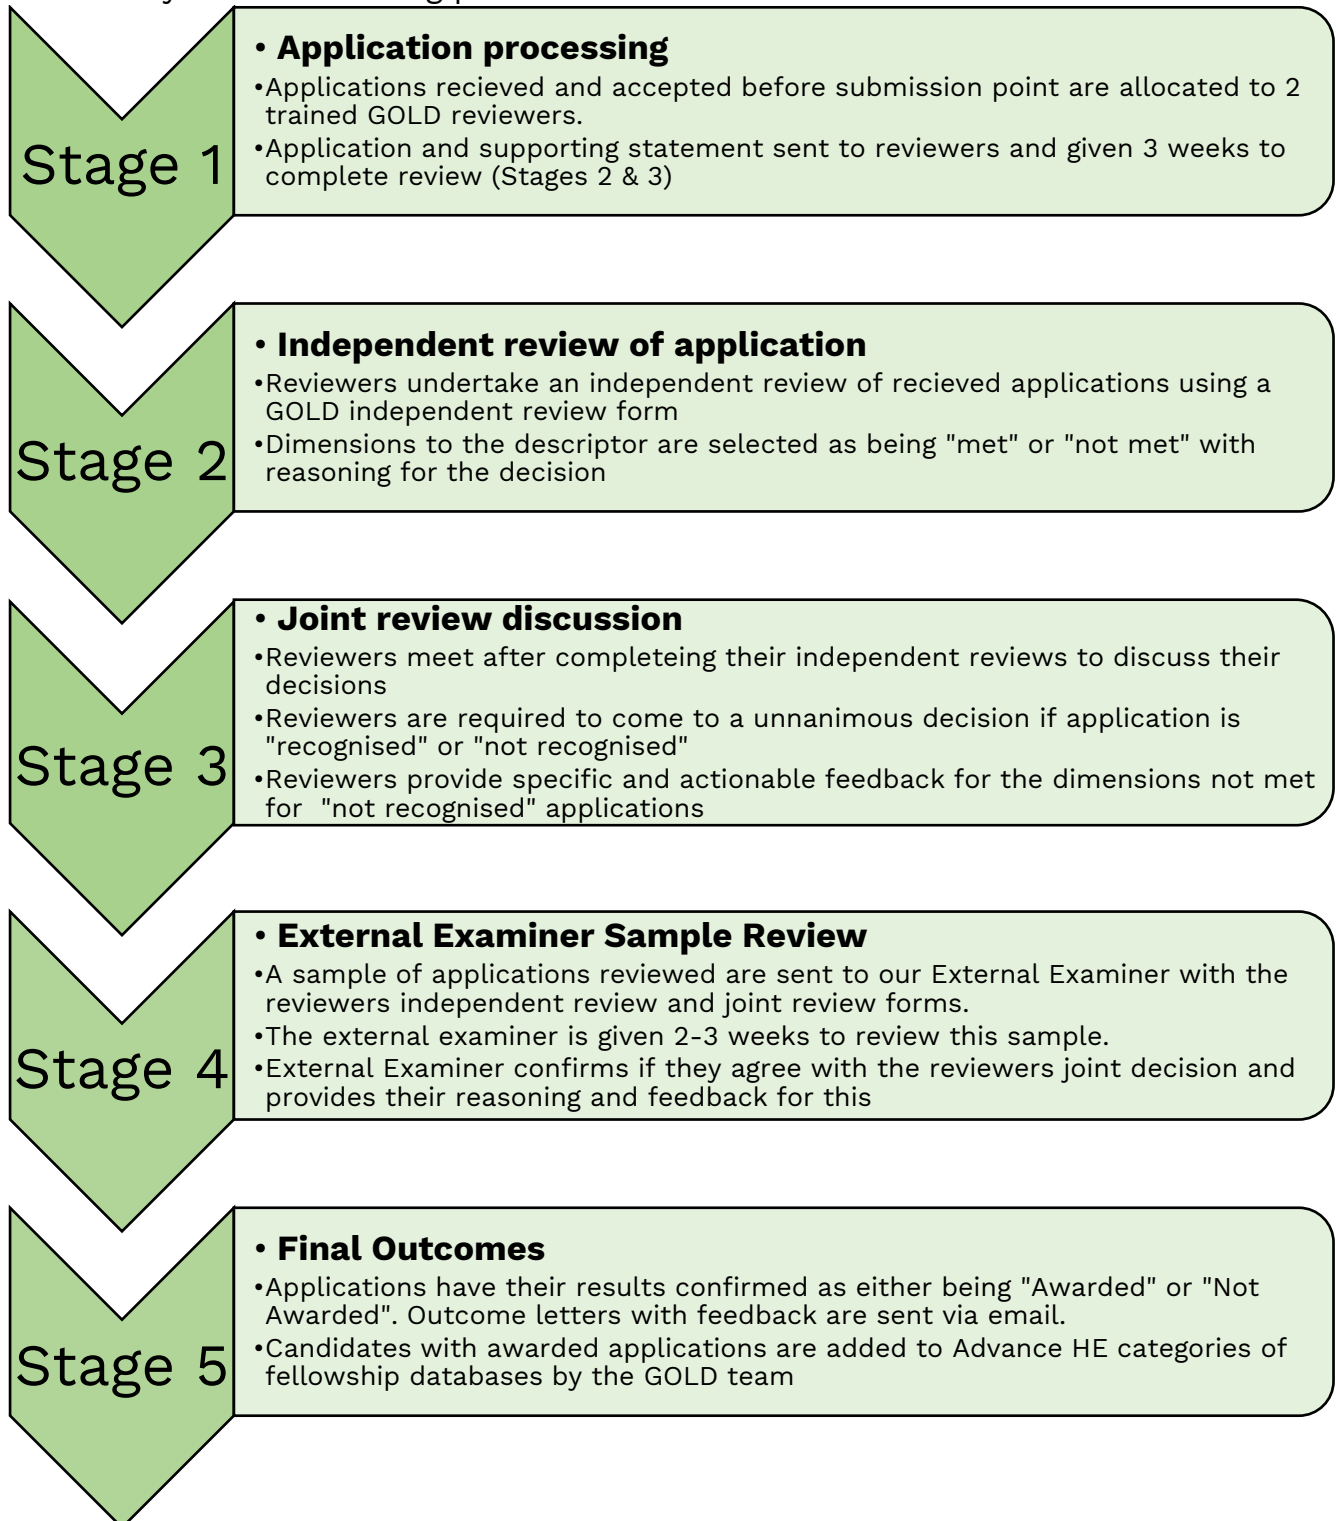 • Application processing
•Applications recieved and accepted before submission point are allocated to 2
trained GOLD reviewers.
Stage 1
•Application and supporting statement sent to reviewers and given 3 weeks to
complete review (Stages 2 & 3)
• Independent review of application
•Reviewers undertake an independent review of recieved applications using a
GOLD independent review form
Stage 2
•Dimensions to the descriptor are selected as being "met" or "not met" with
reasoning for the decision
• Joint review discussion
•Reviewers meet after completeing their independent reviews to discuss their
decisions
•Reviewers are required to come to a unnanimous decision if application is
"recognised" or "not recognised"
Stage 3
•Reviewers provide specific and actionable feedback for the dimensions not met
for  "not recognised" applications
• External Examiner Sample Review
•A sample of applications reviewed are sent to our External Examiner with the
reviewers independent review and joint review forms.
•The external examiner is given 2-3 weeks to review this sample.
Stage 4
•External Examiner confirms if they agree with the reviewers joint decision and
provides their reasoning and feedback for this
• Final Outcomes
•Applications have their results confirmed as either being "Awarded" or "Not
Awarded". Outcome letters with feedback are sent via email.
Stage 5
•Candidates with awarded applications are added to Advance HE categories of
fellowship databases by the GOLD team